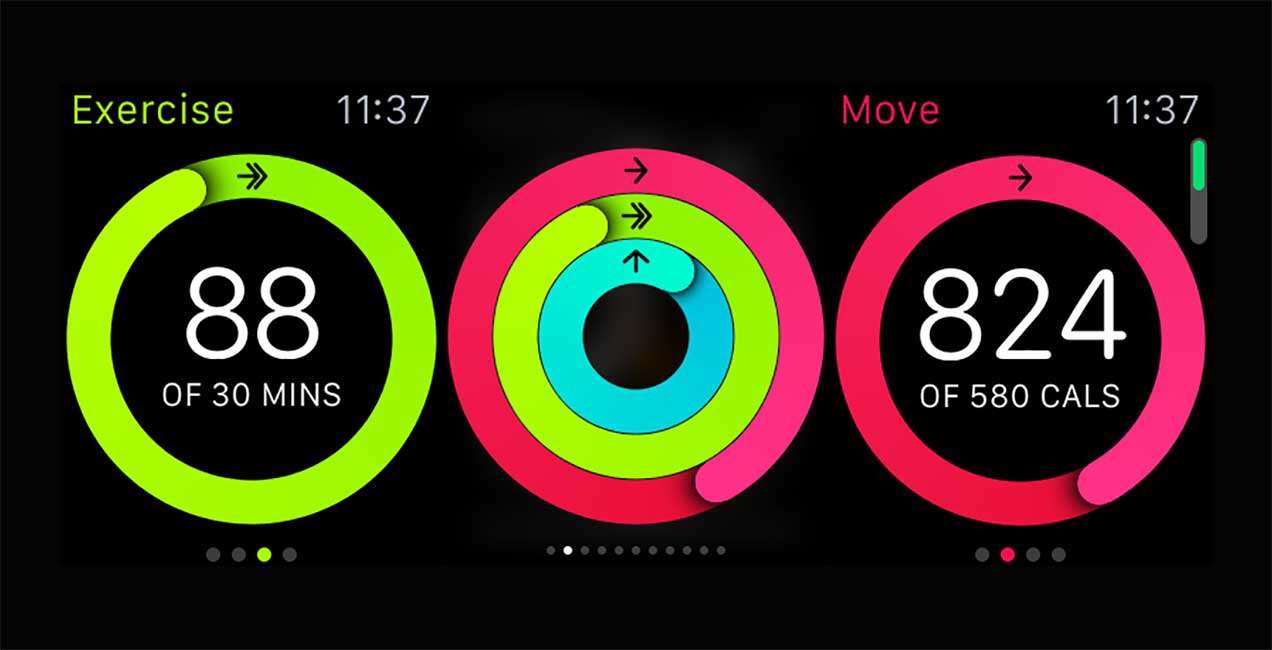 Exercise 11:37
88
OF 30 MINS
Move 11:37
824
OF 580 CALS